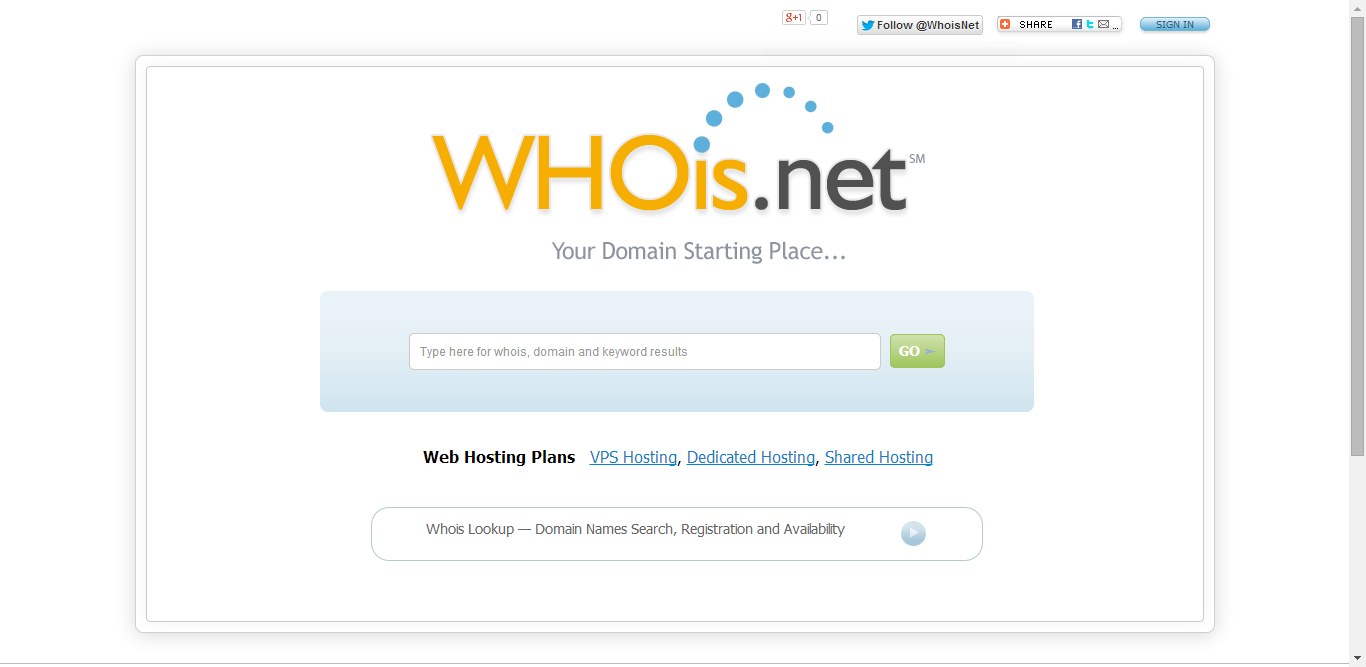 g+1 0
Follow @WhoisNet
SHARE ...
SIGN IN
WHOis.net SM
Your Domain Starting Place...
Type here for whois, domain and keyword results
GO
Web Hosting Plans VPS Hosting, Dedicated Hosting, Shared Hosting
Whois Lookup — Domain Names Search, Registration and Availability